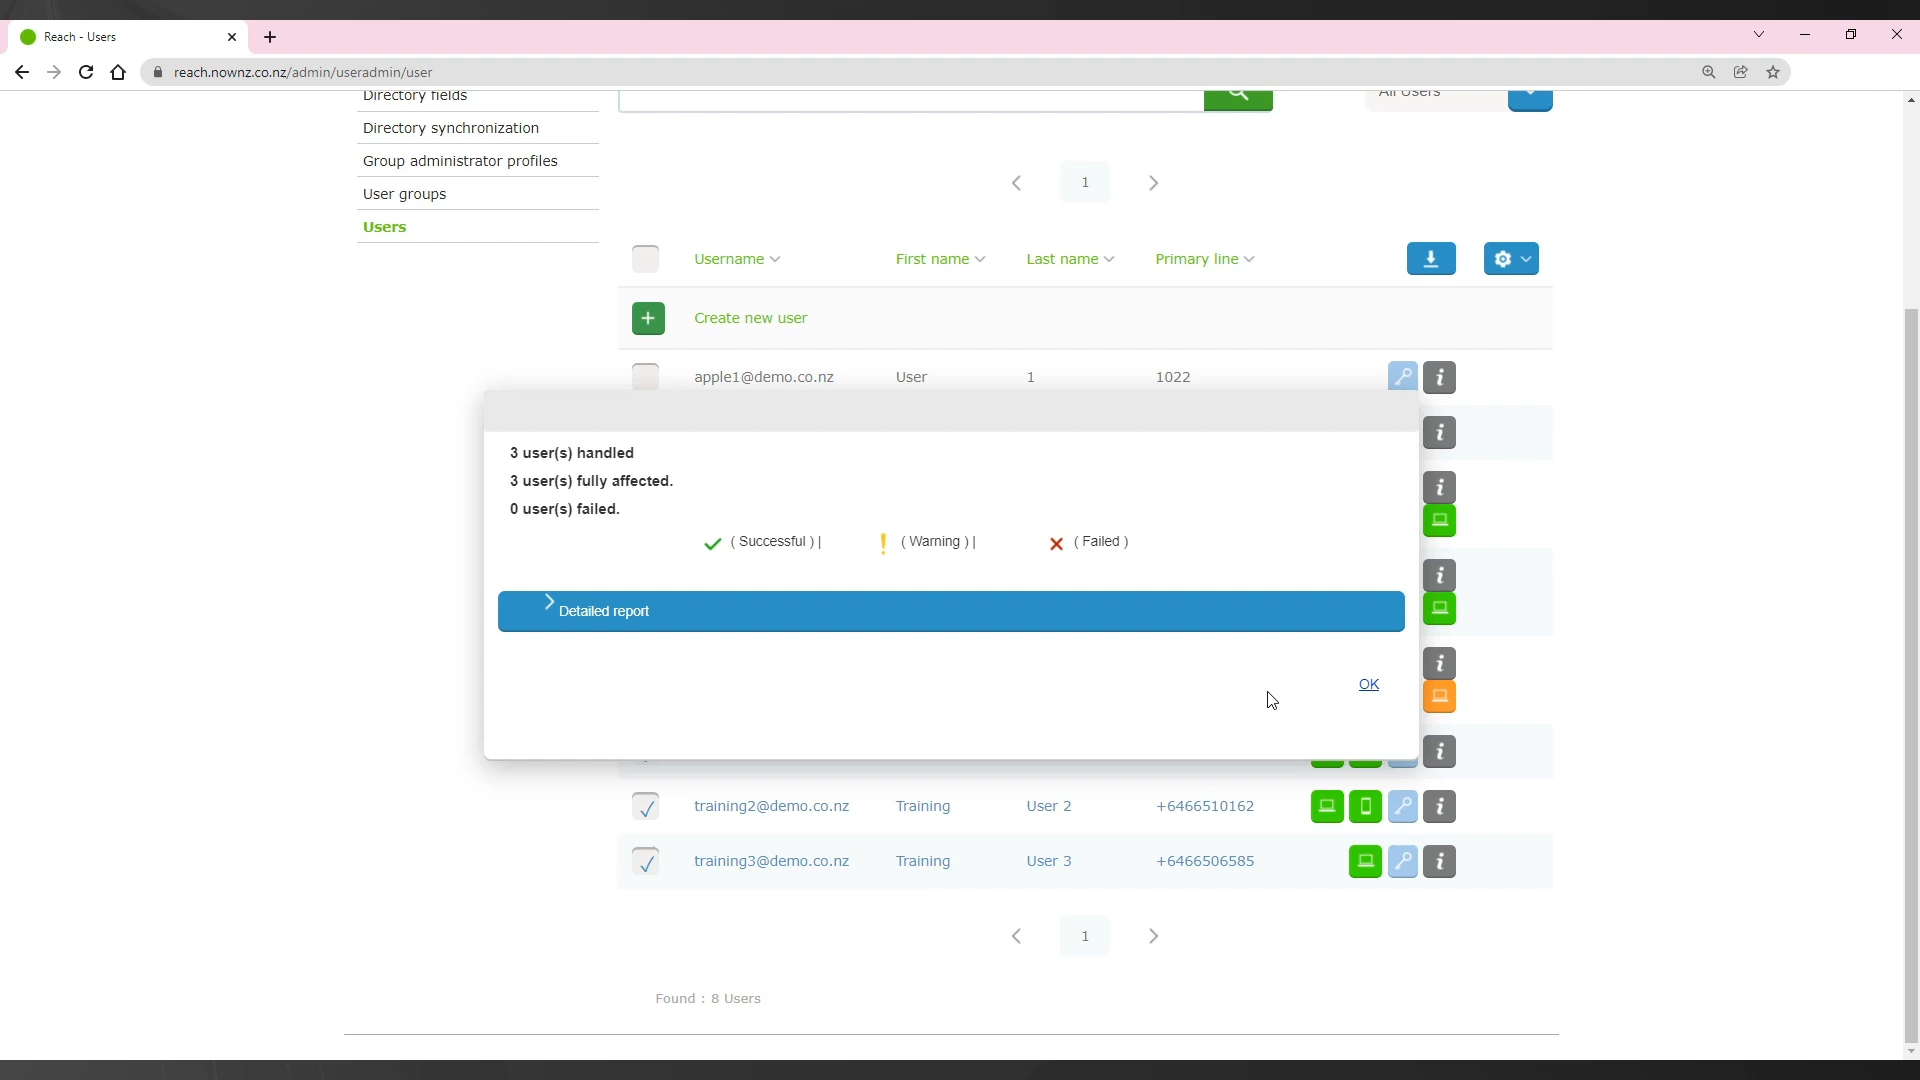 Reach - Users
reach.nownz.co.nz/admin/useradmin/user
Directory fields
All Users
Directory synchronization
Group administrator profiles
User groups
Users
1
Username
First name
Last name
Primary line
Create new user
apple1@demo.co.nz User 1 1022
3 user(s) handled
3 user(s) fully affected.
0 user(s) failed.
( Successful ) |
( Warning ) |
( Failed )
Detailed report
OK
training2@demo.co.nz Training User 2 +6466510162
training3@demo.co.nz Training User 3 +6466506585
1
Found : 8 Users